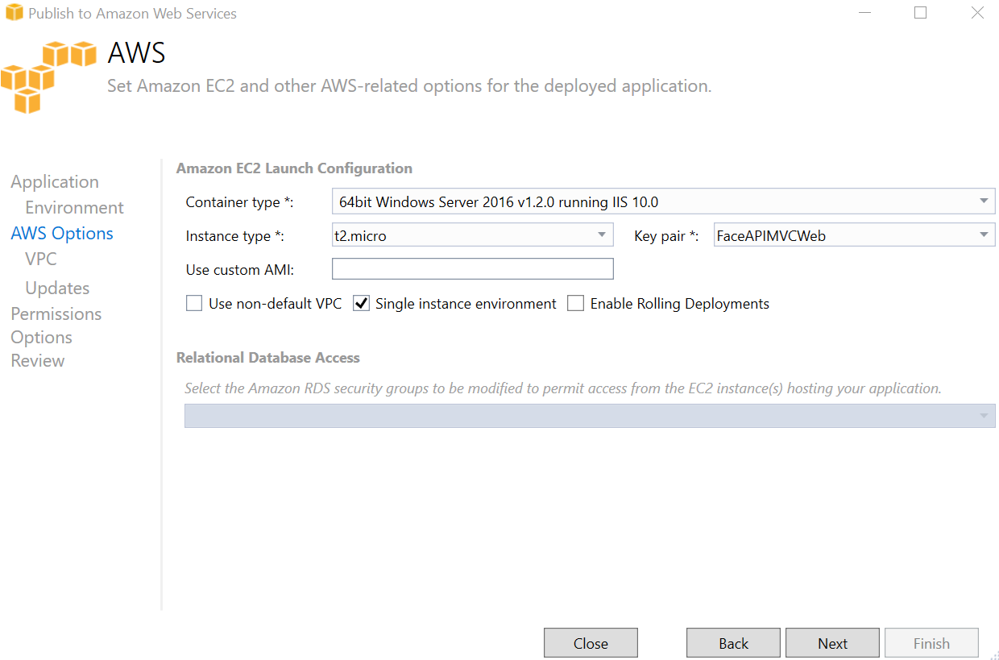 Publish to Amazon Web Services
AWS
Set Amazon EC2 and other AWS-related options for the deployed application.
Application
Environment
AWS Options
VPC
Updates
Permissions
Options
Review
Amazon EC2 Launch Configuration
Container type *: 64bit Windows Server 2016 v1.2.0 running IIS 10.0
Instance type *: t2.micro Key pair *: FaceAPIMVCWeb
Use custom AMI:
Use non-default VPC Single instance environment Enable Rolling Deployments
Relational Database Access
Select the Amazon RDS security groups to be modified to permit access from the EC2 instance(s) hosting your application.
Close Back Next Finish